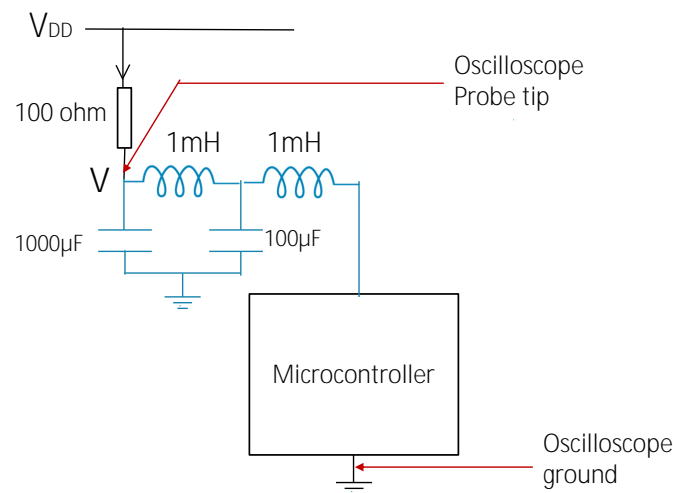 VDD
Oscilloscope
Probe tip
100 ohm
1mH
1mH
V
1000µF
100µF
Microcontroller
Oscilloscope
ground